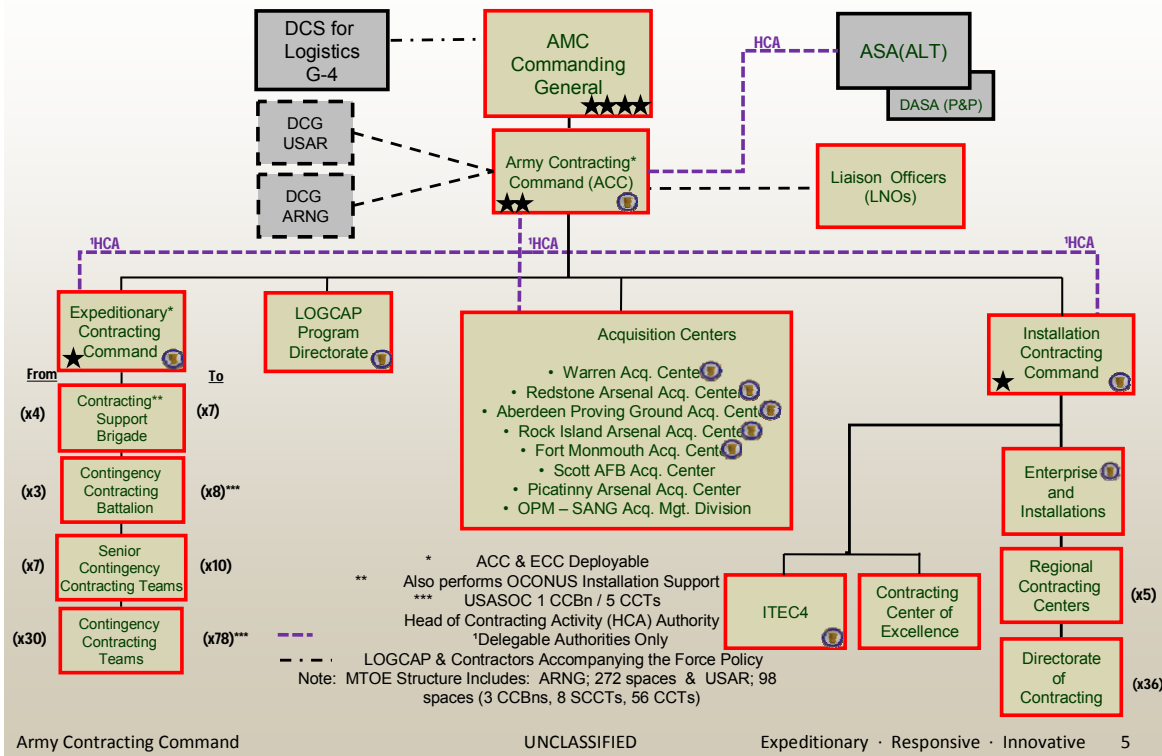 DCS for
Logistics
G-4
AMC
Commanding
General
HCA
ASA(ALT)
DASA (P&P)
DCG
USAR
DCG
ARNG
Army Contracting*
Command (ACC)
Liaison Officers
(LNOs)
¹HCA
¹HCA
¹HCA
Expeditionary*
Contracting
Command
LOGCAP
Program
Directorate
Acquisition Centers
• Warren Acq. Center
• Redstone Arsenal Acq. Center
• Aberdeen Proving Ground Acq. Center
• Rock Island Arsenal Acq. Center
• Fort Monmouth Acq. Center
• Scott AFB Acq. Center
• Picatinny Arsenal Acq. Center
• OPM – SANG Acq. Mgt. Division
Installation
Contracting
Command
From
To
(x4)
Contracting**
Support
Brigade
(x7)
(x3)
Contingency
Contracting
Battalion
(x8)***
(x7)
Senior
Contingency
Contracting Teams
(x10)
(x30)
Contingency
Contracting
Teams
(x78)***
Enterprise
and
Installations
ITEC4
Contracting
Center of
Excellence
Regional
Contracting
Centers
(x5)
Directorate
of
Contracting
(x36)
* ACC & ECC Deployable
** Also performs OCONUS Installation Support
*** USASOC 1 CCBn / 5 CCTs
Head of Contracting Activity (HCA) Authority
¹Delegable Authorities Only
LOGCAP & Contractors Accompanying the Force Policy
Note: MTOE Structure Includes: ARNG; 272 spaces & USAR; 98
spaces (3 CCBns, 8 SCCTs, 56 CCTs)
Army Contracting Command
UNCLASSIFIED
Expeditionary · Responsive · Innovative 5